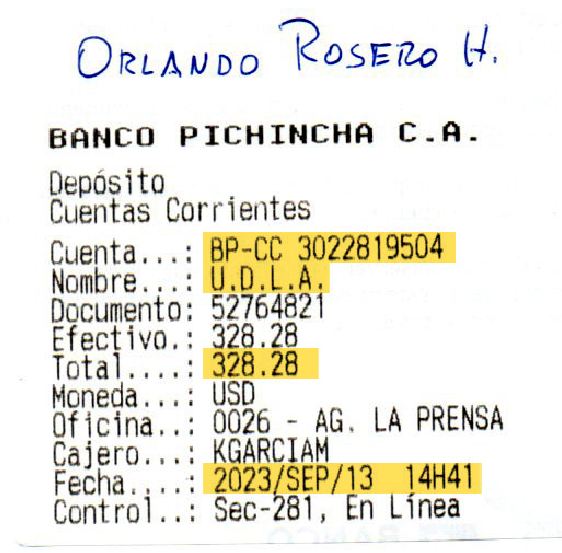 ORLANDO ROSERO H.
BANCO PICHINCHA C.A.
Depósito
Cuentas Corrientes
Cuenta...: BP-CC 3022819504
Nombre...: U.D.L.A.
Documento: 52764821
Efectivo.: 328.28
Total....: 328.28
Moneda...: USD
Oficina..: 0026 - AG. LA PRENSA
Cajero...: KGARCIAM
Fecha....: 2023/SEP/13 14H41
Control..: Sec-281, En Línea